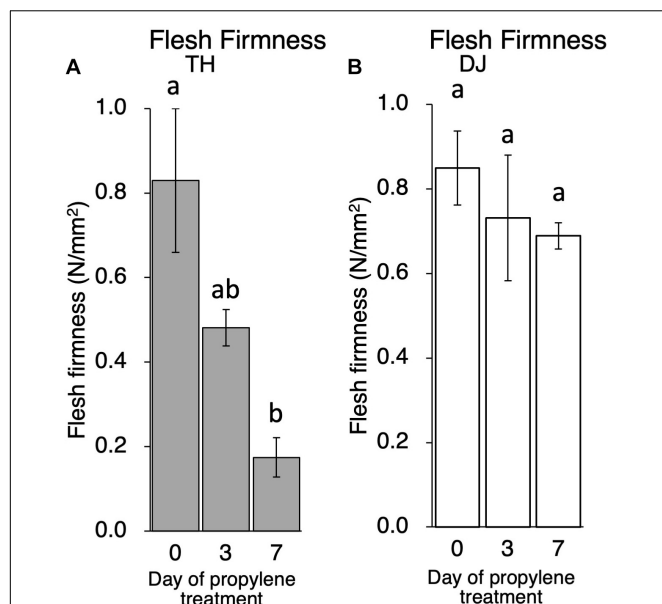 Flesh Firmness
A
TH
a
1.0
0.8
ab
0.6
0.4
b
0.2
0.0
Flesh firmness (N/mm²)
0 3 7
Day of propylene
treatment
Flesh Firmness
B
DJ
a
1.0
a
a
0.8
0.6
0.4
0.2
0.0
Flesh firmness (N/mm²)
0 3 7
Day of propylene
treatment